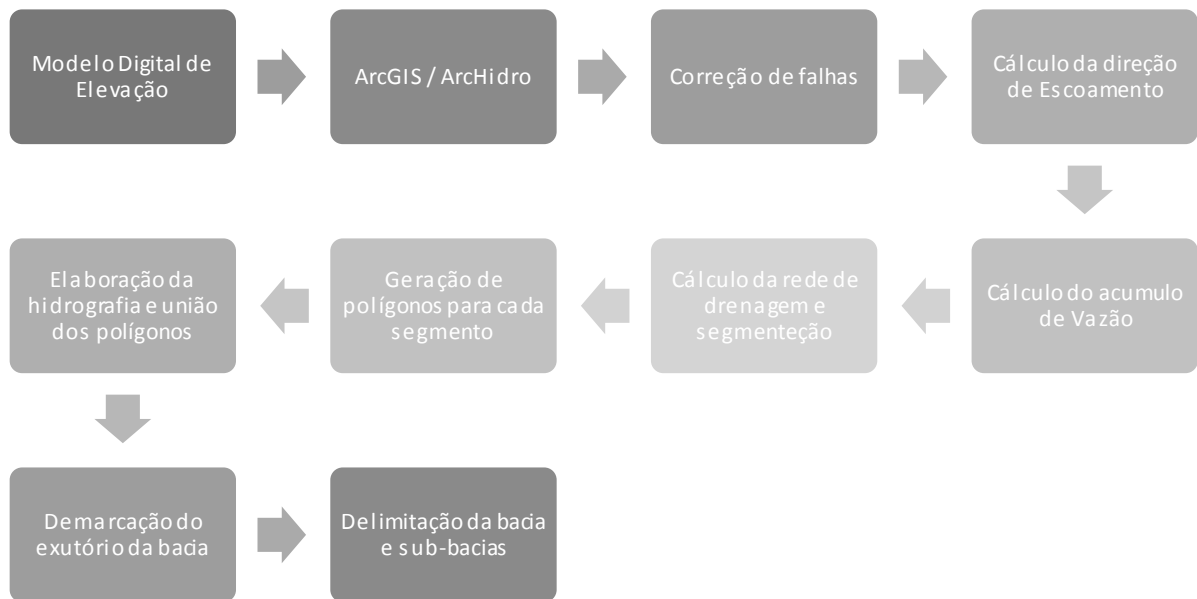 Modelo Digital de
Elevação
ArcGIS / ArcHidro
Correção de falhas
Cálculo da direção
de Escoamento
Cálculo do acumulo
de Vazão
Cálculo da rede de
drenagem e
segmenteção
Geração de
polígonos para cada
segmento
Elaboração da
hidrografia e união
dos polígonos
Demarcação do
exutório da bacia
Delimitação da bacia
e sub-bacias